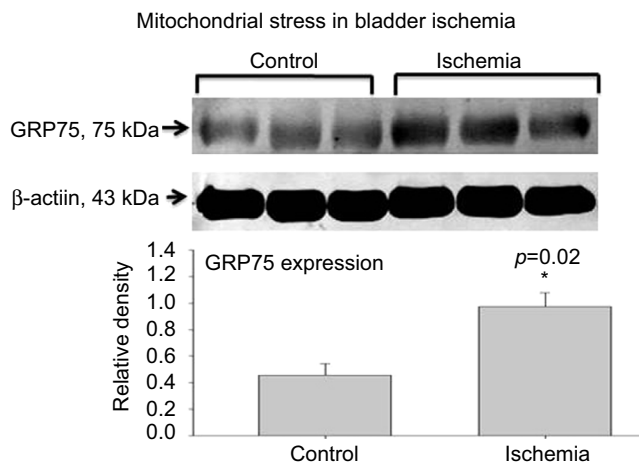 Mitochondrial stress in bladder ischemia
Control Ischemia
GRP75, 75 kDa
β-actiin, 43 kDa
GRP75 expression
p=0.02
*
Relative density
1.4
1.2
1.0
0.8
0.6
0.4
0.2
0.0
Control Ischemia